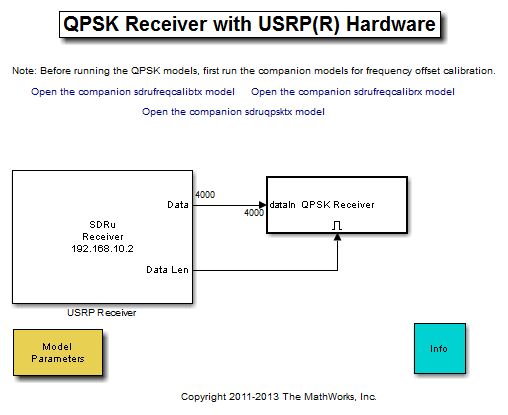 QPSK Receiver with USRP(R) Hardware
Note: Before running the QPSK models, first run the companion models for frequency offset calibration.
Open the companion sdrufreqcalibtx model Open the companion sdrufreqcalibrx model
Open the companion sdruqpsktx model
Data
4000
4000
dataIn QPSK Receiver
SDRu
Receiver
192.168.10.2
Data Len
USRP Receiver
Model
Parameters
Info
Copyright 2011-2013 The MathWorks, Inc.